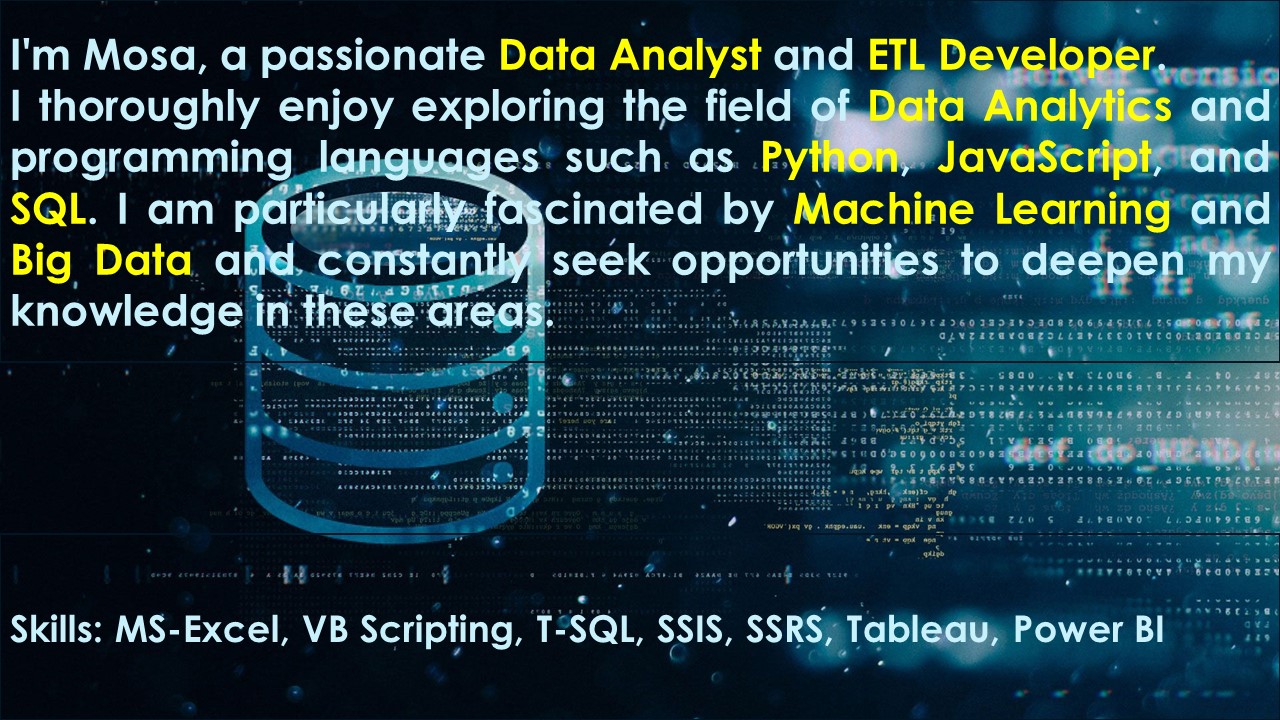 I'm Mosa, a passionate Data Analyst and ETL Developer.
I thoroughly enjoy exploring the field of Data Analytics and
programming languages such as Python, JavaScript, and
SQL. I am particularly fascinated by Machine Learning and
Big Data and constantly seek opportunities to deepen my
knowledge in these areas.
Skills: MS-Excel, VB Scripting, T-SQL, SSIS, SSRS, Tableau, Power BI